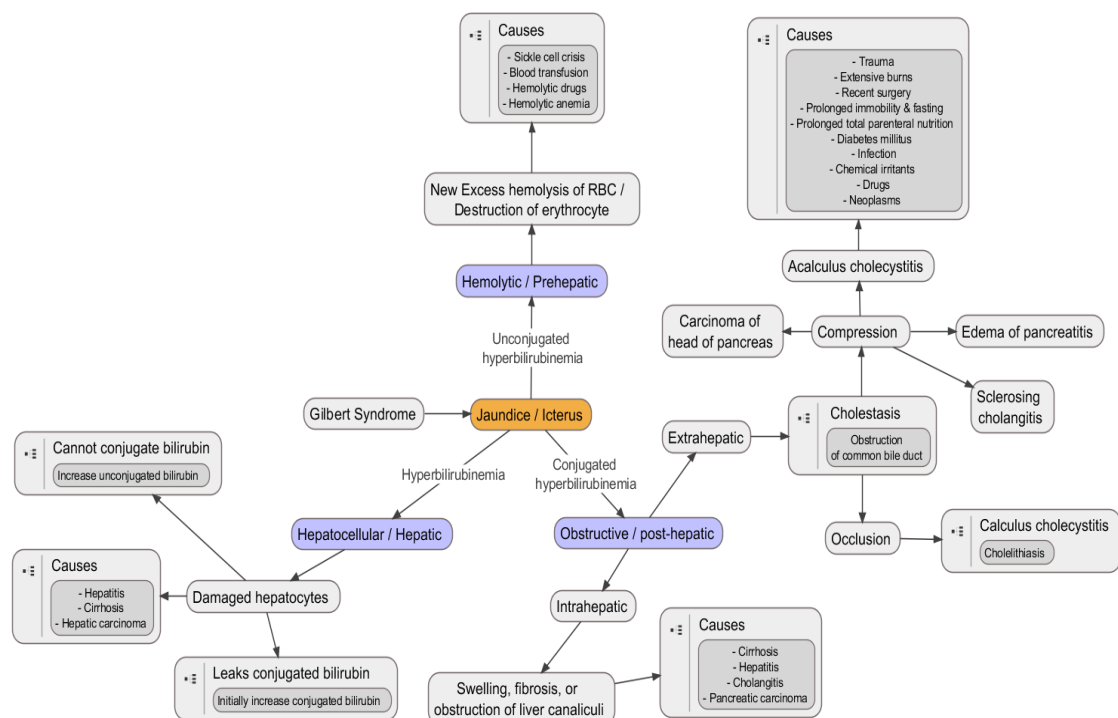 Causes
- Sickle cell crisis
- Blood transfusion
- Hemolytic drugs
- Hemolytic anemia
Causes
- Trauma
- Extensive burns
- Recent surgery
- Prolonged immobility & fasting
- Prolonged total parenteral nutrition
- Diabetes millitus
- Infection
- Chemical irritants
- Drugs
- Neoplasms
New Excess hemolysis of RBC /
Destruction of erythrocyte
Acalculus cholecystitis
Hemolytic / Prehepatic
Carcinoma of
head of pancreas
Compression
Edema of pancreatitis
Unconjugated
hyperbilirubinemia
Sclerosing
cholangitis
Gilbert Syndrome
Jaundice / Icterus
Cholestasis
Obstruction
of common bile duct
Extrahepatic
Cannot conjugate bilirubin
Increase unconjugated bilirubin
Hyperbilirubinemia
Conjugated
hyperbilirubinemia
Hepatocellular / Hepatic
Obstructive / post-hepatic
Occlusion
Calculus cholecystitis
Cholelithiasis
Causes
- Hepatitis
- Cirrhosis
- Hepatic carcinoma
Damaged hepatocytes
Intrahepatic
Causes
- Cirrhosis
- Hepatitis
- Cholangitis
- Pancreatic carcinoma
Leaks conjugated bilirubin
Initially increase conjugated bilirubin
Swelling, fibrosis, or
obstruction of liver canaliculi